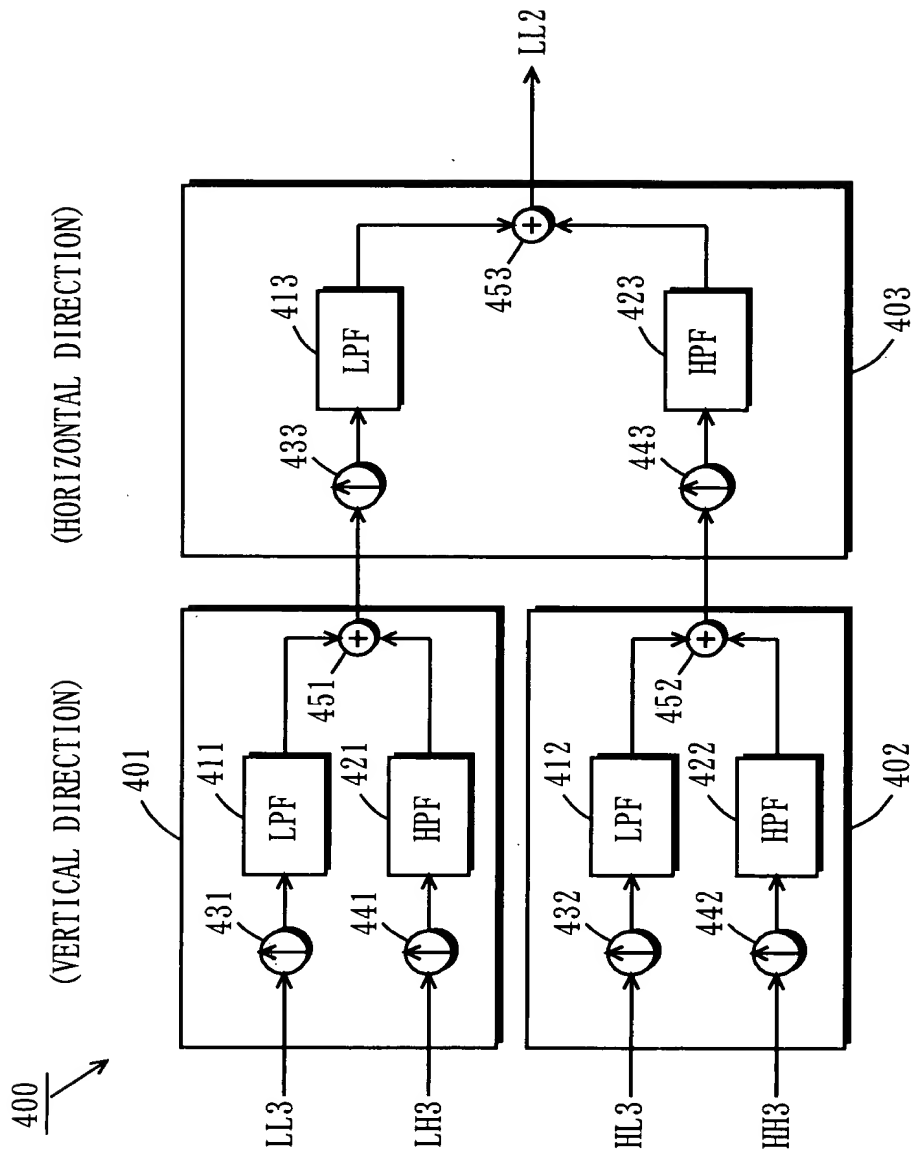 400
(VERTICAL DIRECTION)
(HORIZONTAL DIRECTION)
401
LL3
431
411
LPF
451
LH3
441
421
HPF
433
413
LPF
453
LL2
HL3
432
412
LPF
452
HH3
442
422
HPF
402
443
423
HPF
403